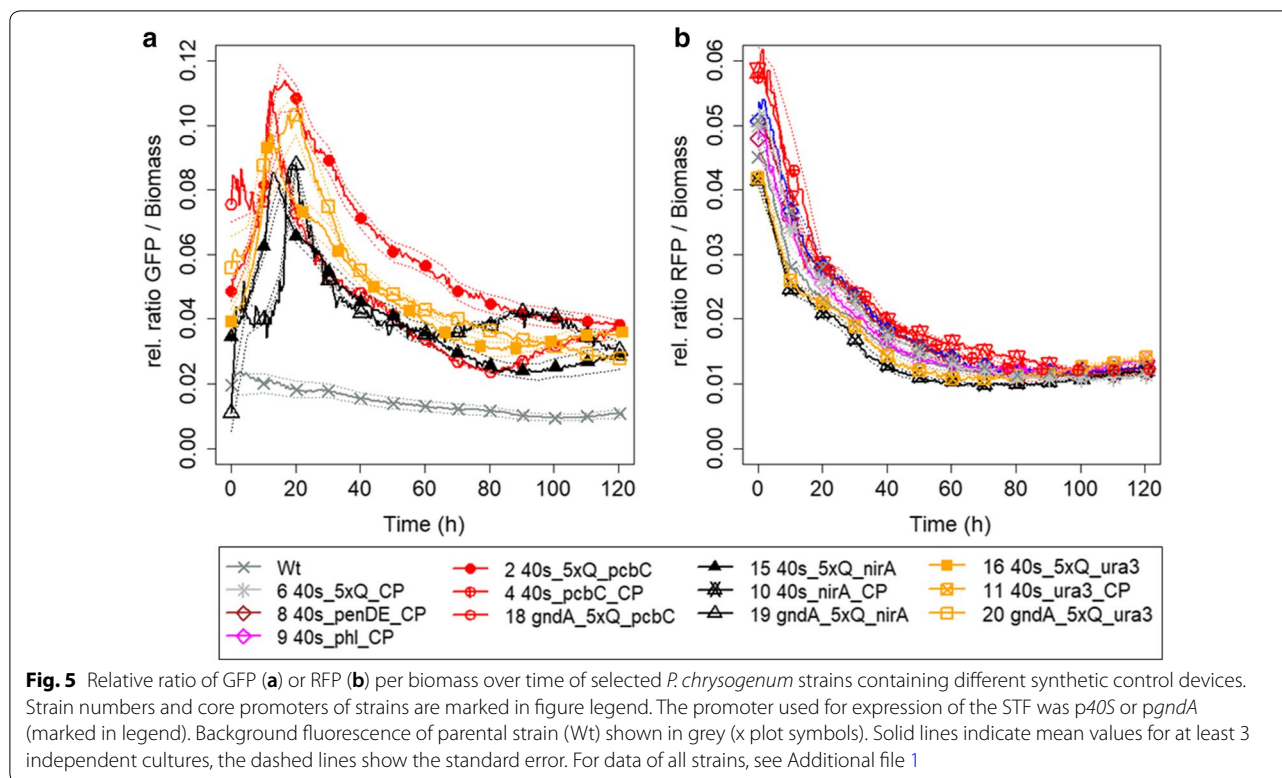 a
b
0.12
0.10
0.08
0.06
0.04
0.02
0.00
rel. ratio GFP / Biomass
0 20 40 60 80 100 120
Time (h)
0.06
0.05
0.04
0.03
0.02
0.01
0.00
rel. ratio RFP / Biomass
0 20 40 60 80 100 120
Time (h)
Wt
6 40s_5xQ_CP
8 40s_penDE_CP
9 40s_phl_CP
2 40s_5xQ_pcbC
4 40s_pcbC_CP
18 gndA_5xQ_pcbC
15 40s_5xQ_nirA
10 40s_nirA_CP
19 gndA_5xQ_nirA
16 40s_5xQ_ura3
11 40s_ura3_CP
20 gndA_5xQ_ura3
Fig. 5 Relative ratio of GFP (a) or RFP (b) per biomass over time of selected P. chrysogenum strains containing different synthetic control devices.
Strain numbers and core promoters of strains are marked in figure legend. The promoter used for expression of the STF was p40S or pgndA
(marked in legend). Background fluorescence of parental strain (Wt) shown in grey (x plot symbols). Solid lines indicate mean values for at least 3
independent cultures, the dashed lines show the standard error. For data of all strains, see Additional file 1